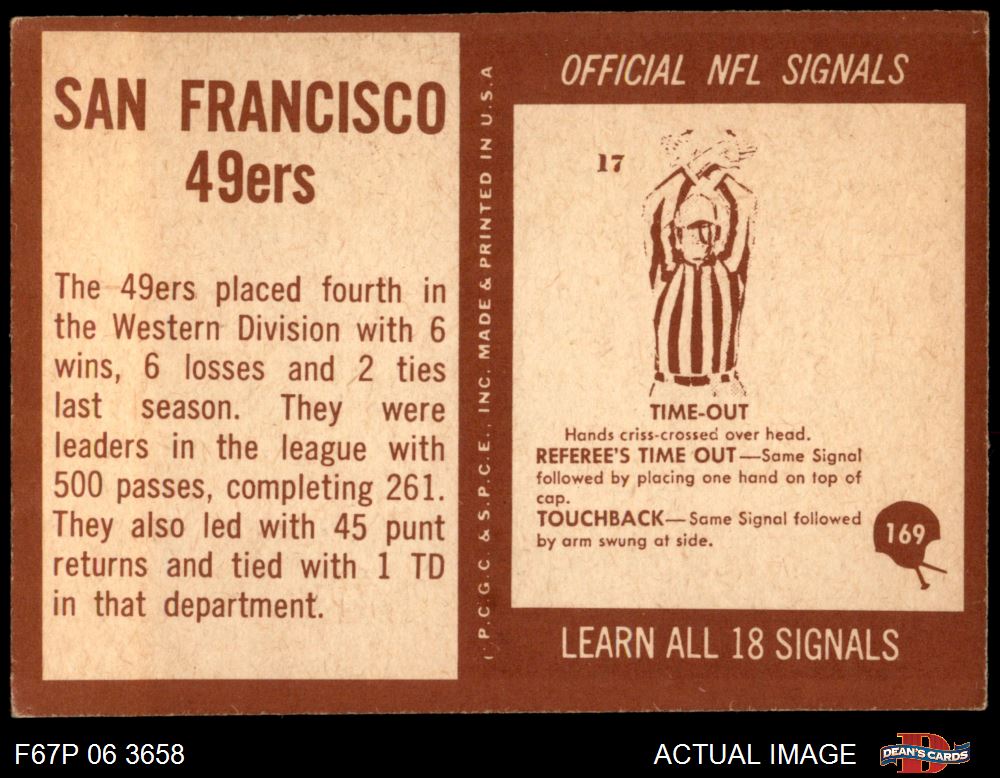 SAN FRANCISCO
49ers
The 49ers placed fourth in
the Western Division with 6
wins, 6 losses and 2 ties
last season. They were
leaders in the league with
500 passes, completing 261.
They also led with 45 punt
returns and tied with 1 TD
in that department.
P.C.G.C. & S.P.C.E., INC. MADE & PRINTED IN U.S.A
OFFICIAL NFL SIGNALS
17
TIME-OUT
Hands criss-crossed over head.
REFEREE'S TIME OUT—Same Signal
followed by placing one hand on top of
cap.
TOUCHBACK—Same Signal followed
by arm swung at side.
169
LEARN ALL 18 SIGNALS
F67P 06 3658
ACTUAL IMAGE
DEAN'S CARDS